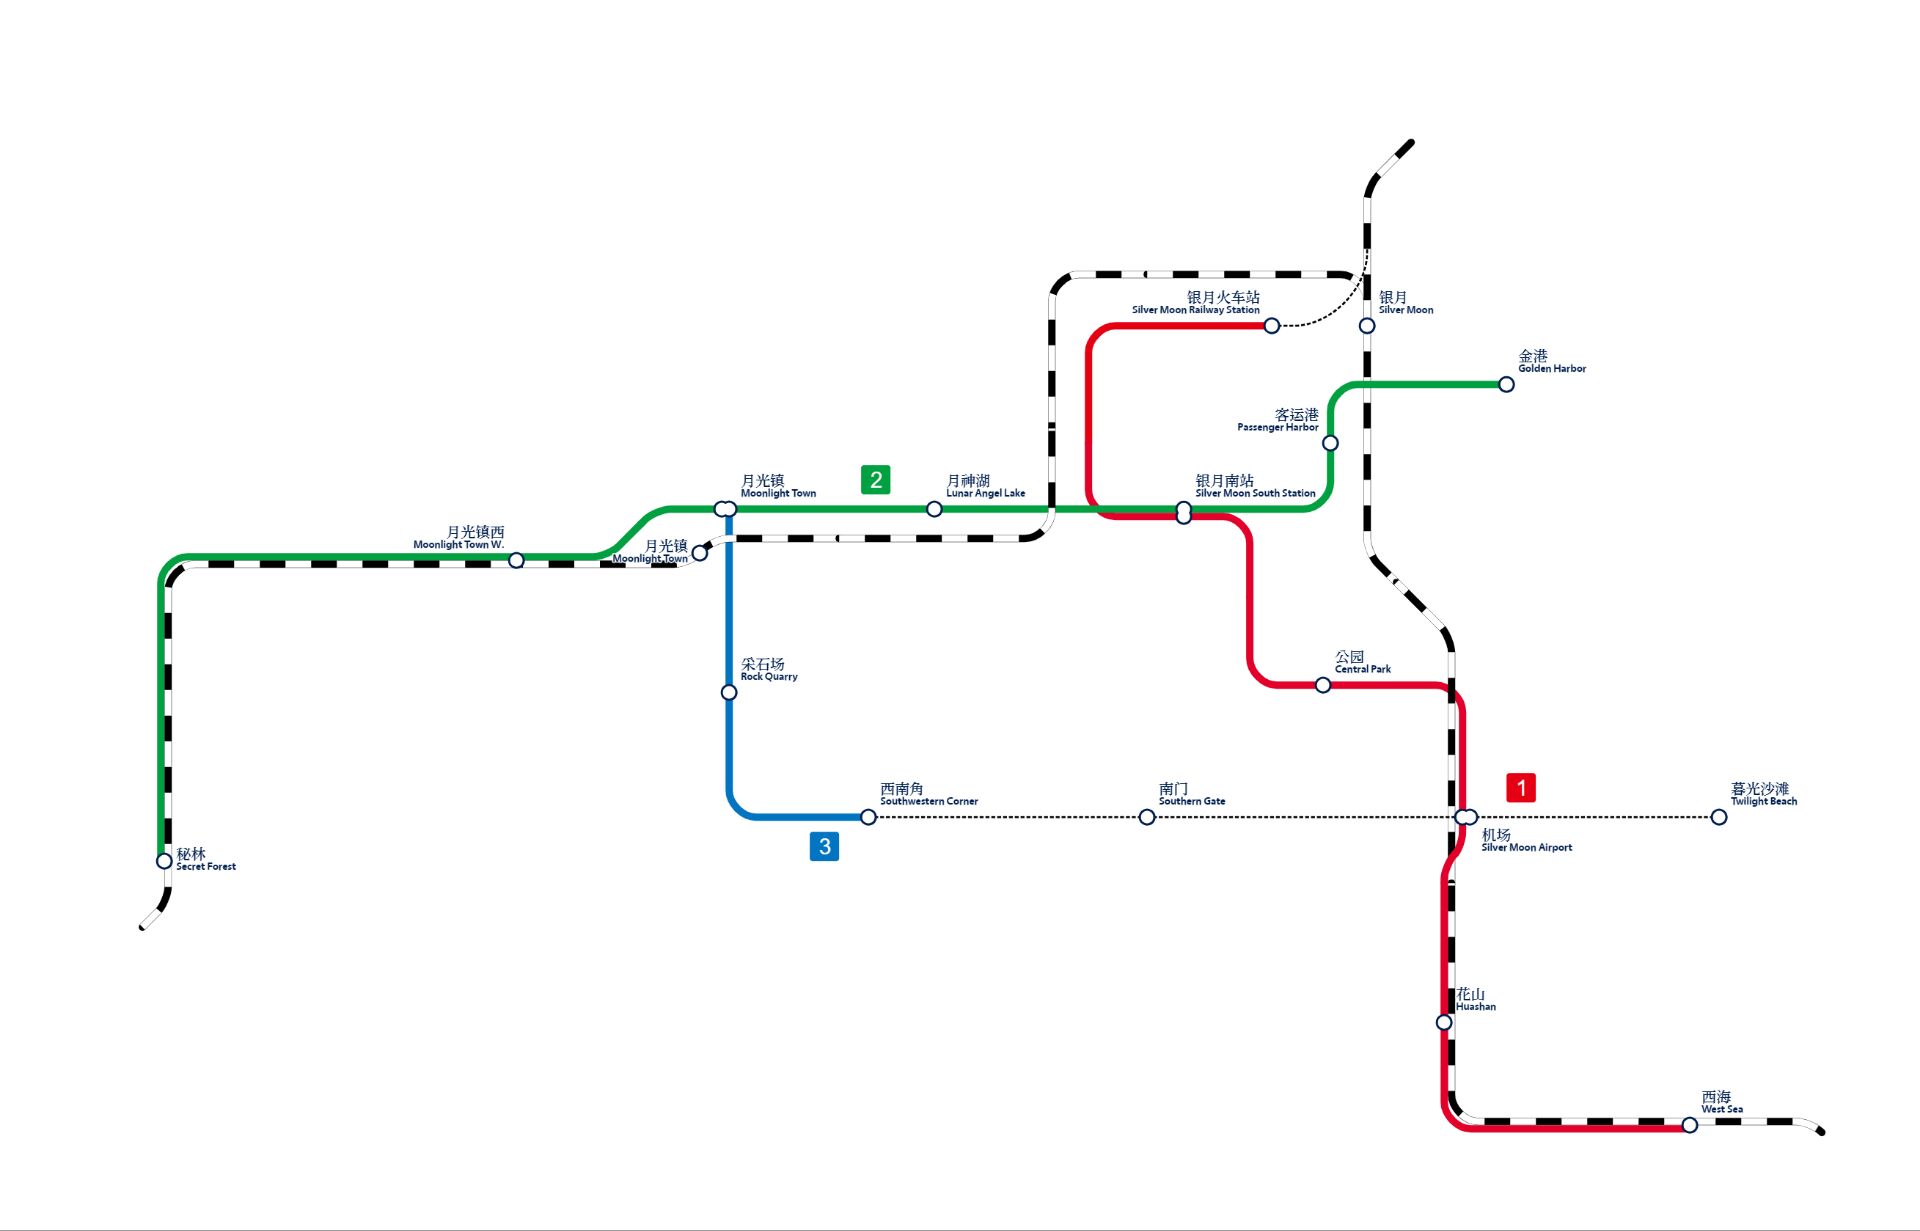 银月火车站
Silver Moon Railway Station
银月
Silver Moon
金港
Golden Harbor
客运港
Passenger Harbor
月光镇
Moonlight Town
2
月神湖
Lunar Angel Lake
银月南站
Silver Moon South Station
月光镇西
Moonlight Town W.
月光镇
Moonlight Town
采石场
Rock Quarry
公园
Central Park
西南角
Southwestern Corner
南门
Southern Gate
1
暮光沙滩
Twilight Beach
3
机场
Silver Moon Airport
秘林
Secret Forest
花山
Huashan
西海
West Sea